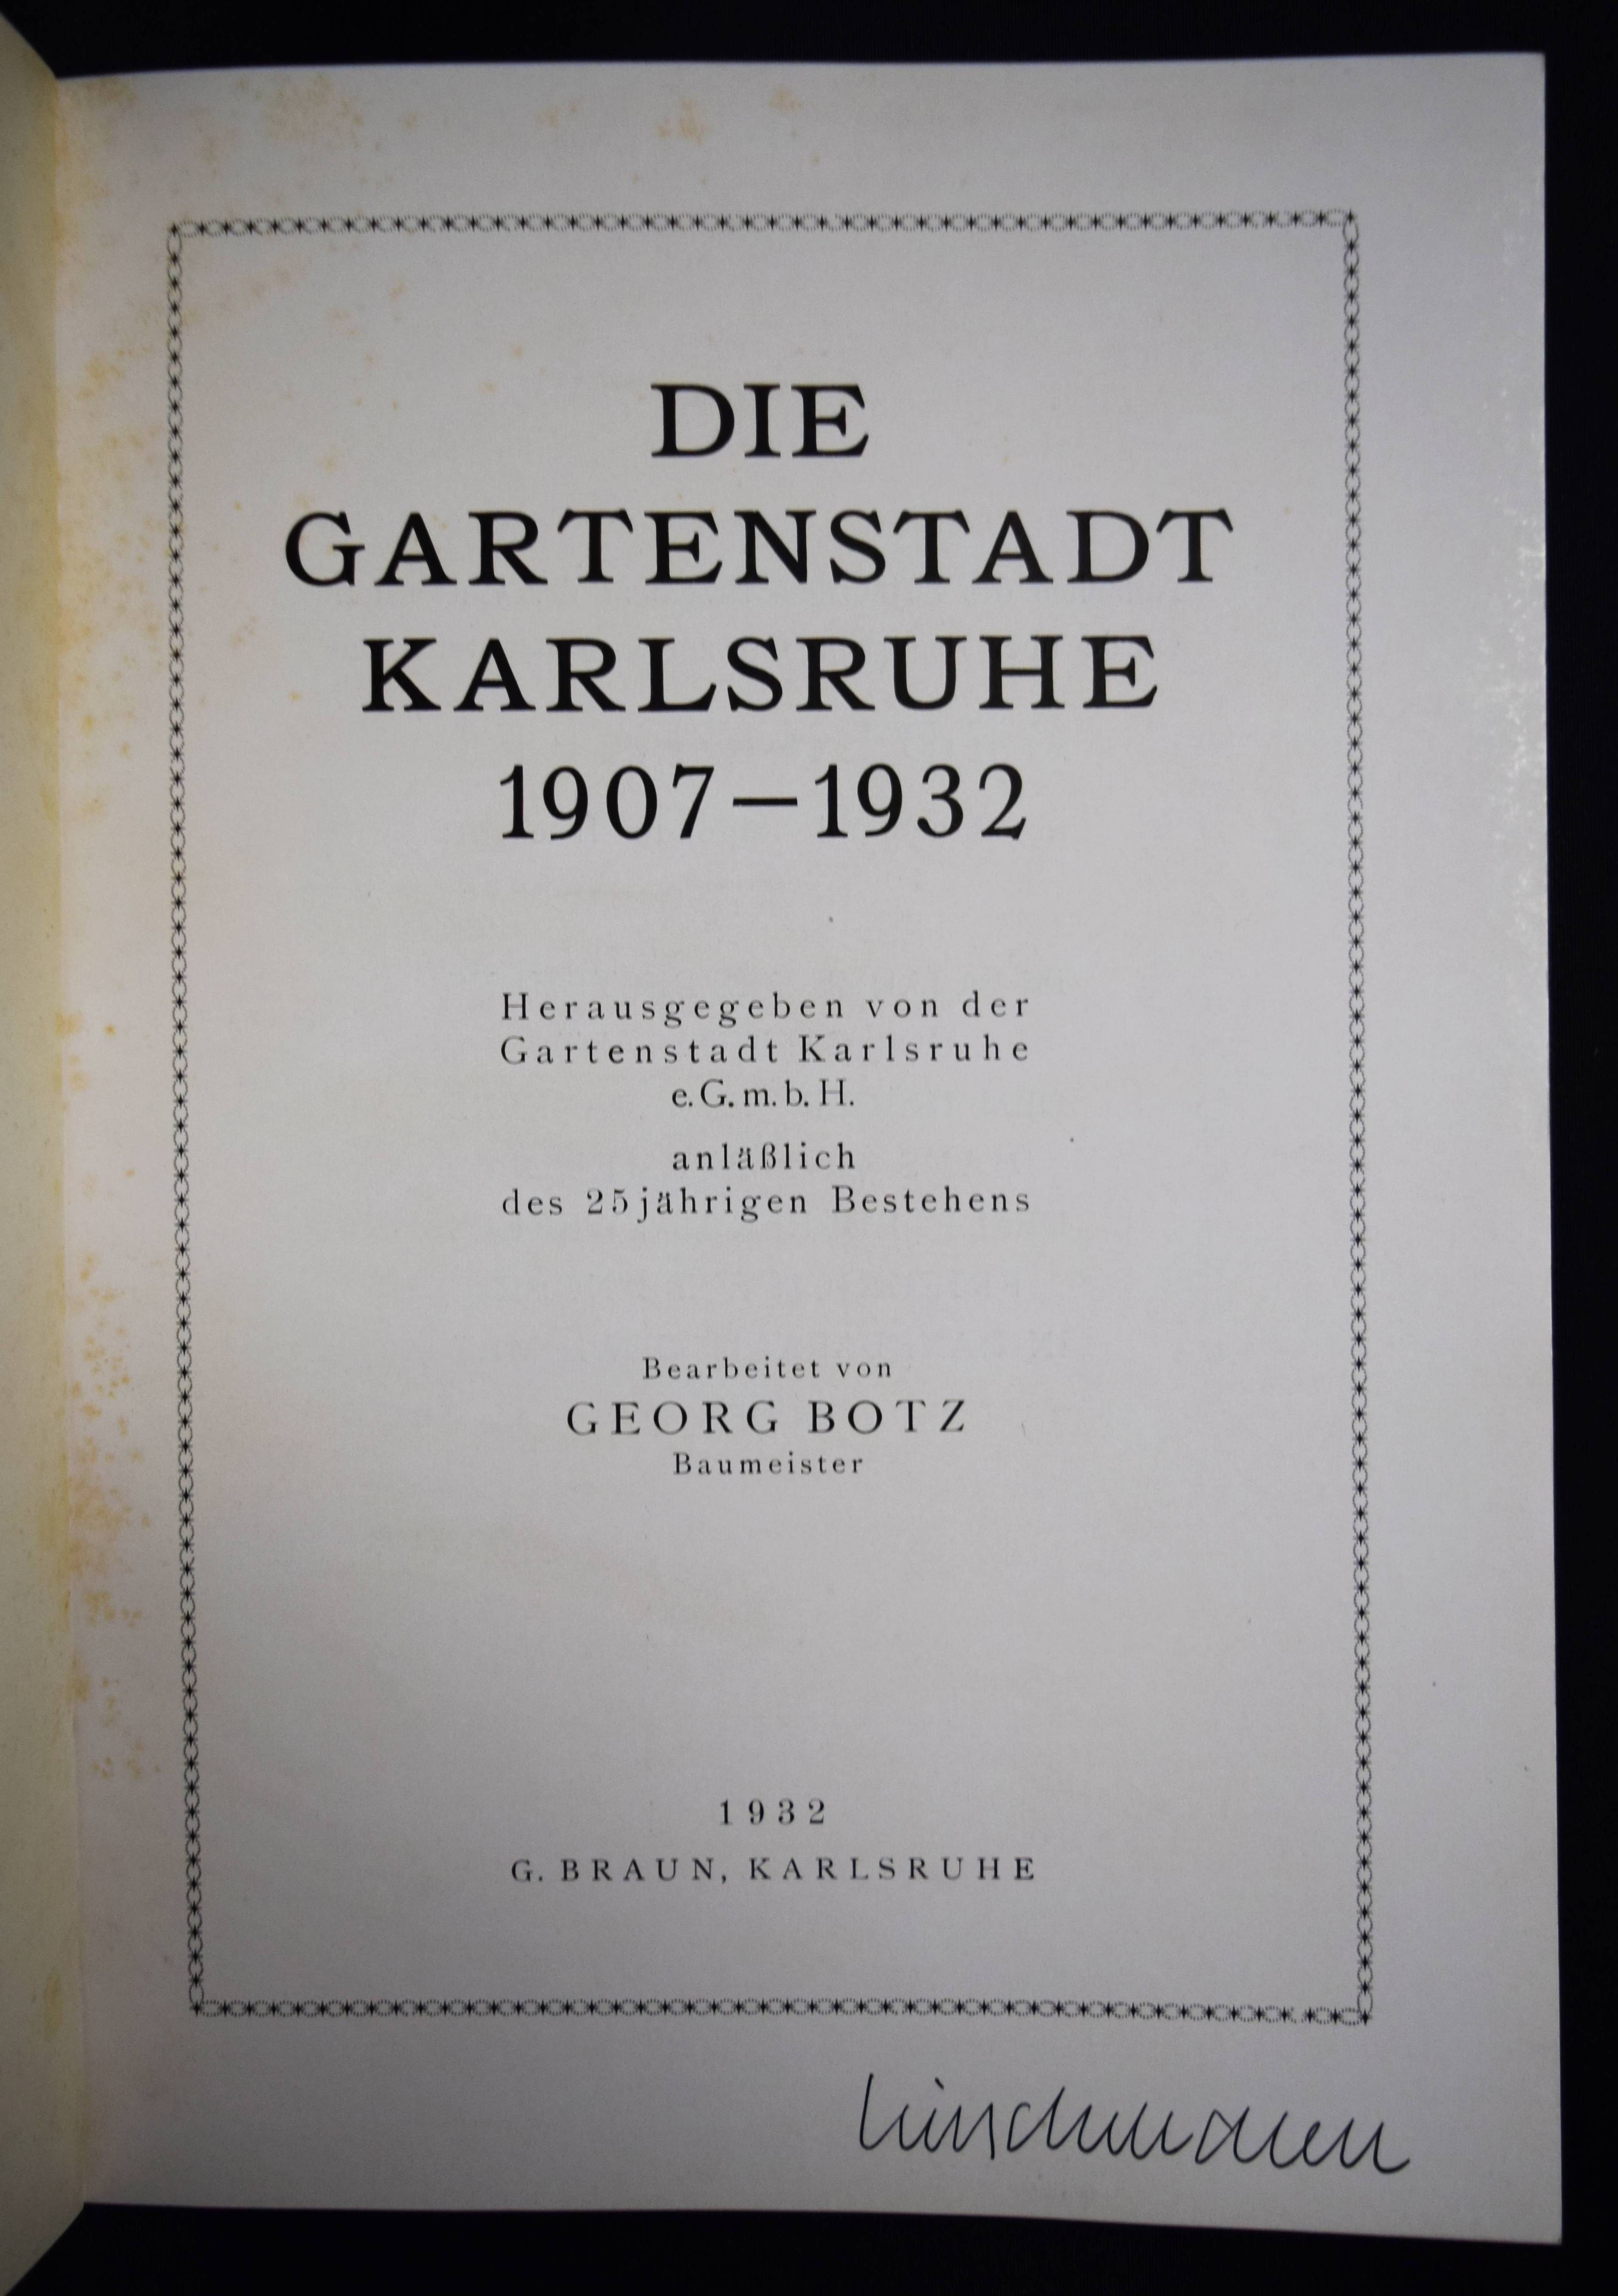 DIE
GARTENSTADT
KARLSRUHE
1907–1932
Herausgegeben von der
Gartenstadt Karlsruhe
e. G. m. b. H.
anläßlich
des 25jährigen Bestehens
Bearbeitet von
GEORG BOTZ
Baumeister
1932
G. BRAUN, KARLSRUHE